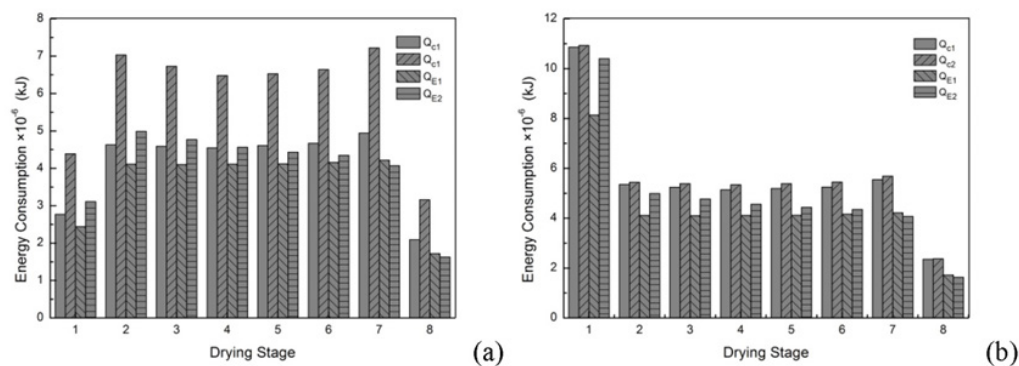 8
7
6
5
4
3
2
1
0
Energy Consumption ×10⁻⁶ (kJ)
Q_c1
Q_c1
Q_E1
Q_E2
1 2 3 4 5 6 7 8
Drying Stage
(a)
12
10
8
6
4
2
0
Energy Consumption ×10⁻⁶ (kJ)
Q_c1
Q_c2
Q_E1
Q_E2
1 2 3 4 5 6 7 8
Drying Stage
(b)